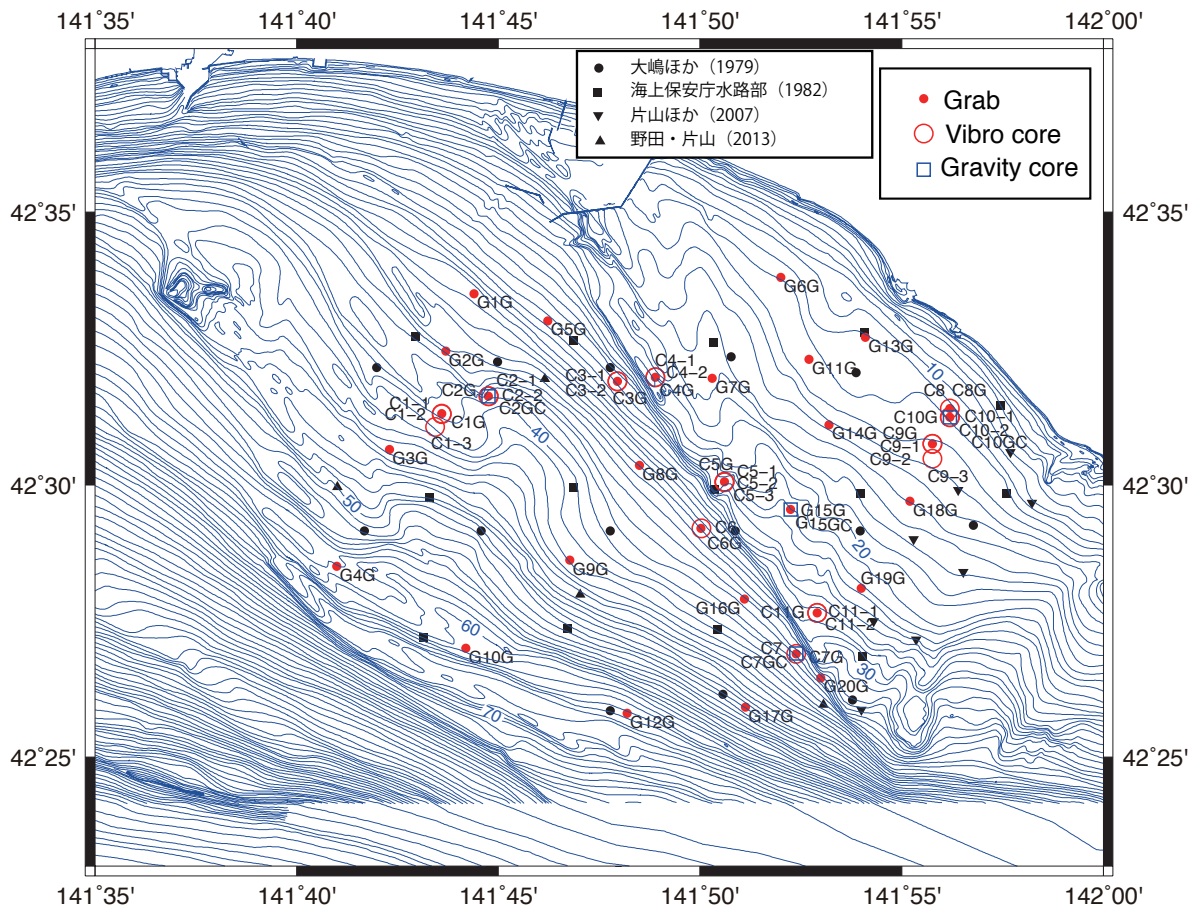 141˚35'
141˚40'
141˚45'
141˚50'
141˚55'
142˚00'
大嶋ほか（1979）
海上保安庁水路部（1982）
片山ほか（2007）
野田・片山（2013）
Grab
Vibro core
Gravity core
42˚35'
42˚35'
G6G
G1G
G5G
G13G
G2G
G11G
C4-1
C4-2
C4G
C3-1
C3-2
C3G
G7G
10
C2-1
C2G
C2-2
C2GC
C8
C8G
C1-1
C1-2
C1G
C1-3
C10G
C10-1
C10-2
C10GC
G14G
C9G
C9-1
C9-2
C9-3
40
G3G
G8G
C5G
C5-1
C5-2
C5-3
42˚30'
42˚30'
50
G18G
G15G
G15GC
C6
C6G
20
G9G
G4G
G19G
G16G
C11G
C11-1
C11-2
60
G10G
C7
C7G
C7GC
30
G20G
70
G12G
G17G
42˚25'
42˚25'
141˚35'
141˚40'
141˚45'
141˚50'
141˚55'
142˚00'